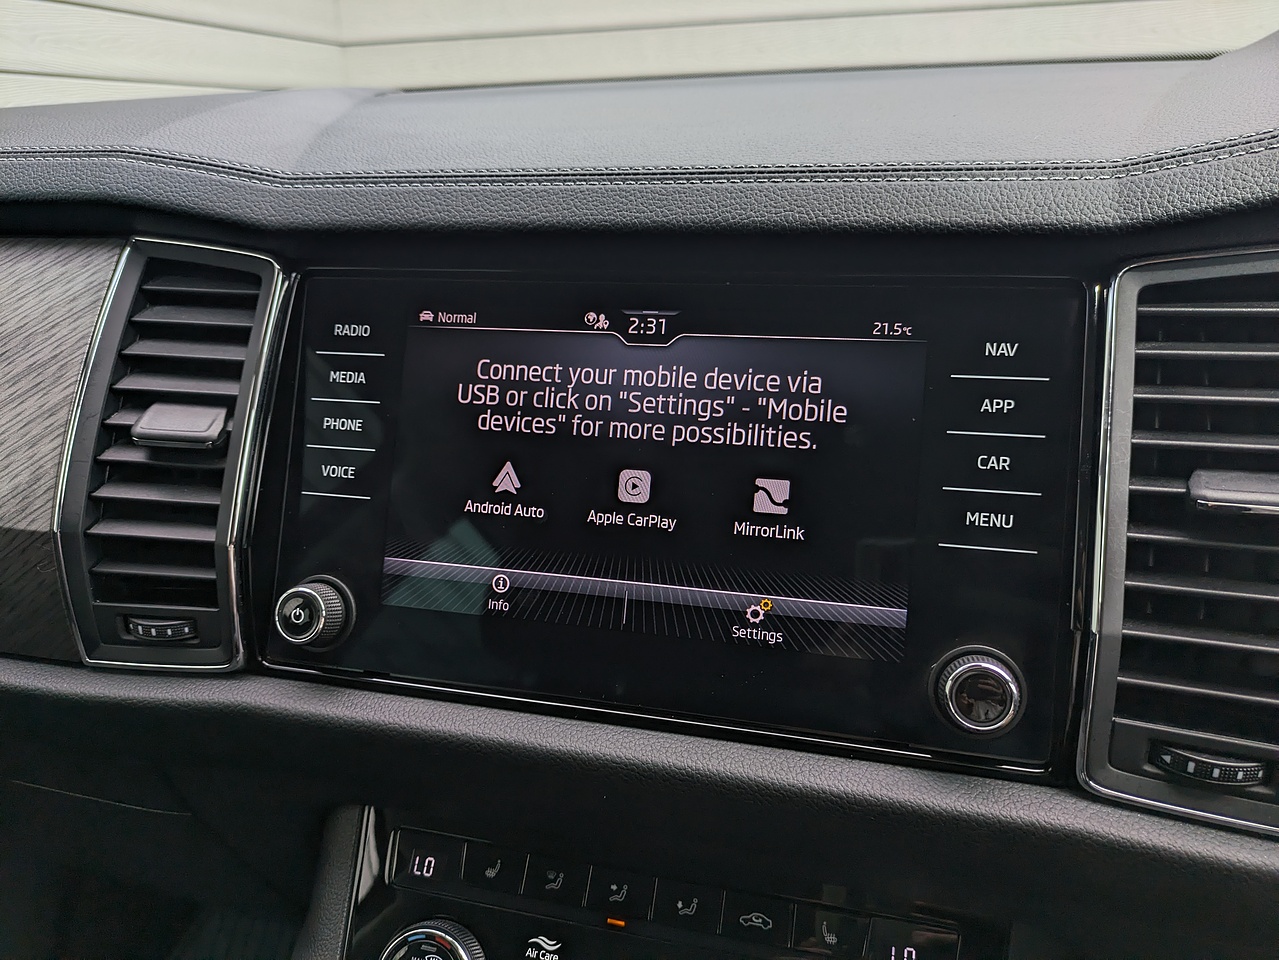 RADIO
MEDIA
PHONE
VOICE
Normal
2:31
21.5°C
Connect your mobile device via
USB or click on "Settings" - "Mobile
devices" for more possibilities.
Android Auto
Apple CarPlay
MirrorLink
Info
Settings
NAV
APP
CAR
MENU
LO
LO
Air Care